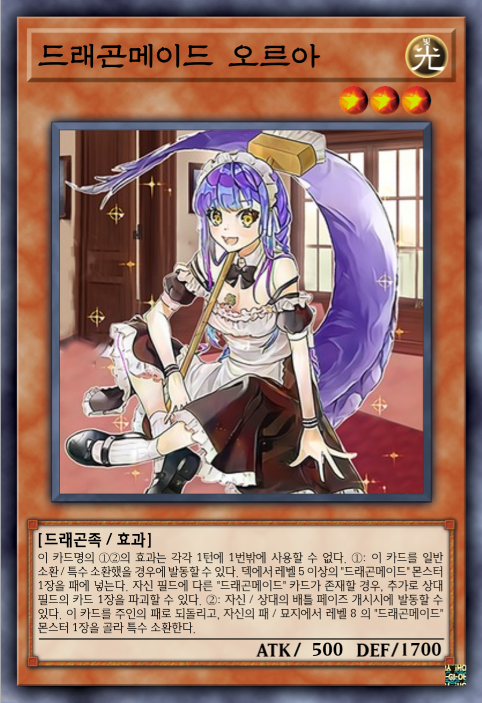 드래곤메이드 오르아
빛
光
[드래곤족 / 효과]
이 카드명의 ①②의 효과는 각각 1턴에 1번밖에 사용할 수 없다. ①: 이 카드를 일반
소환 / 특수 소환했을 경우에 발동할 수 있다. 덱에서 레벨 5 이상의 "드래곤메이드" 몬스터
1장을 패에 넣는다. 자신 필드에 다른 "드래곤메이드" 카드가 존재할 경우, 추가로 상대
필드의 카드 1장을 파괴할 수 있다. ②: 자신 / 상대의 배틀 페이즈 개시시에 발동할 수
있다. 이 카드를 주인의 패로 되돌리고, 자신의 패 / 묘지에서 레벨 8 의 "드래곤메이드"
몬스터 1장을 골라 특수 소환한다.
ATK/ 500 DEF/1700